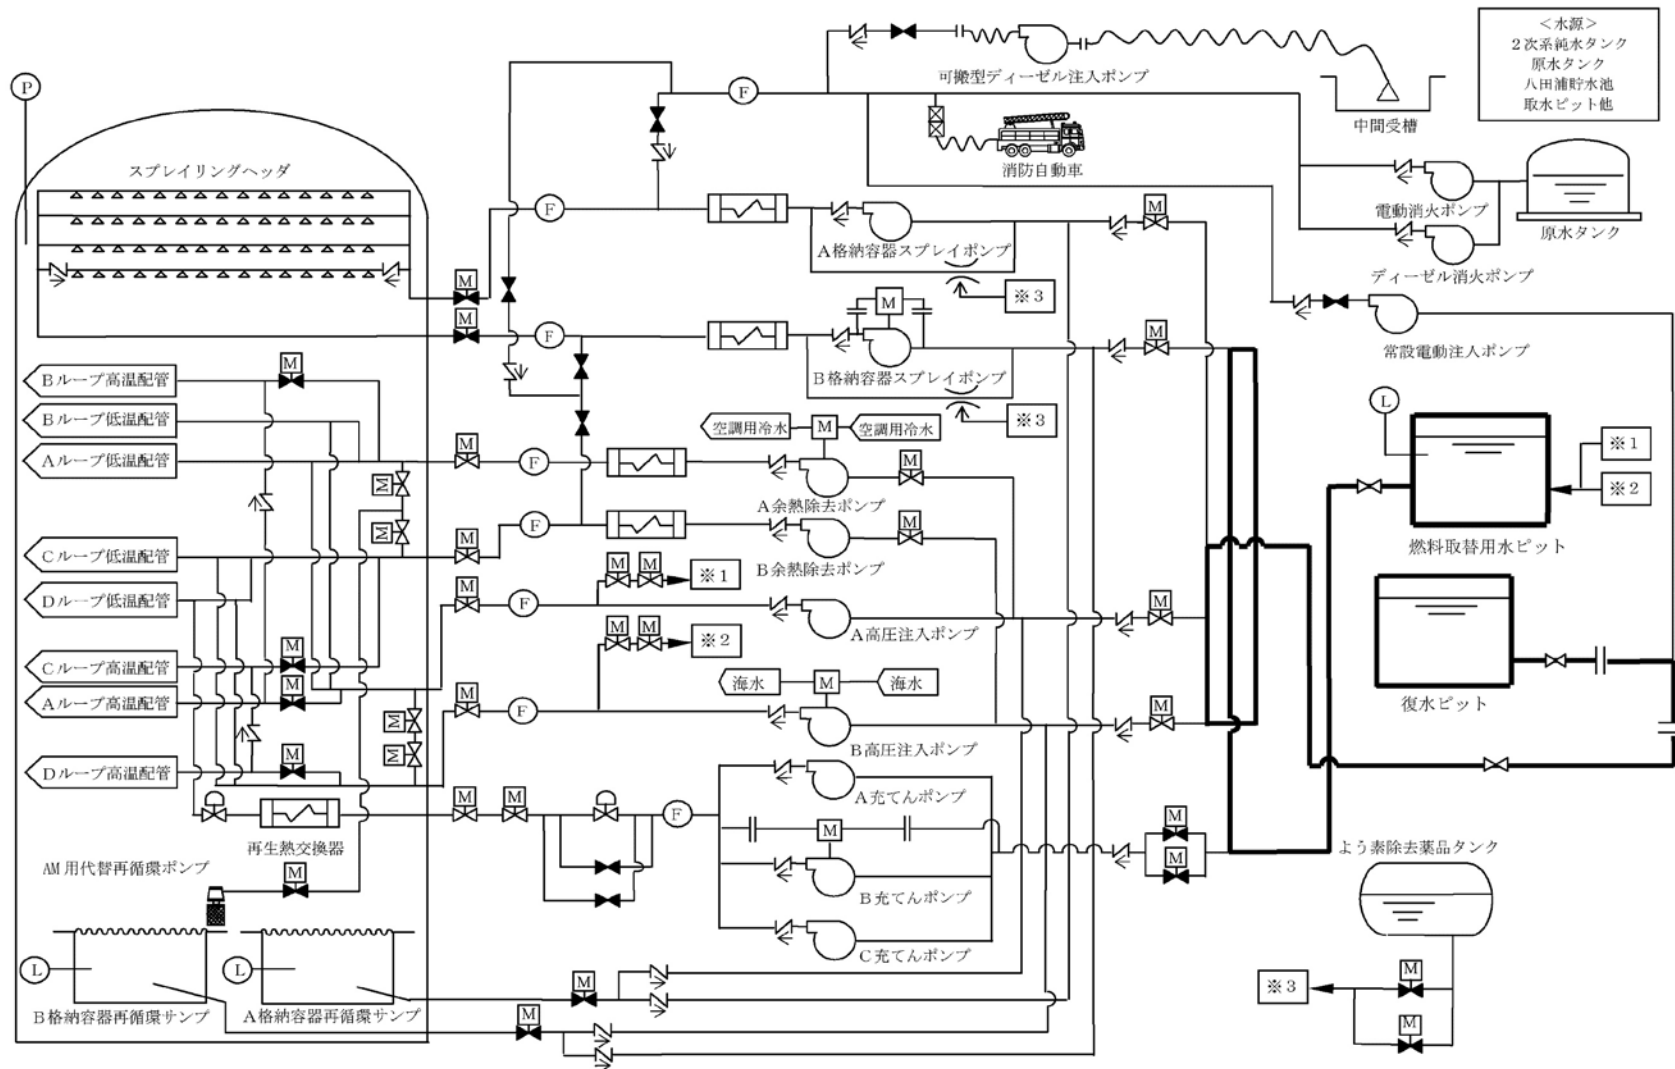 <水源>
2次系純水タンク
原水タンク
八田浦貯水池
取水ピット他
P
可搬型ディーゼル注入ポンプ
中間受槽
F
消防自動車
スプレイリングヘッダ
M
電動消火ポンプ
原水タンク
F
A格納容器スプレイポンプ
ディーゼル消火ポンプ
M
※3
M
M
M
F
常設電動注入ポンプ
B格納容器スプレイポンプ
M
Bループ高温配管
L
※3
Bループ低温配管
空調用冷水
M
空調用冷水
※1
Aループ低温配管
M
F
M
M
※2
A余熱除去ポンプ
M
F
M
Cループ低温配管
M
燃料取替用水ピット
B余熱除去ポンプ
M
M
※1
Dループ低温配管
M
F
M
A高圧注入ポンプ
M
M
※2
Cループ高温配管
M
海水
M
海水
Aループ高温配管
M
M
F
M
復水ピット
M
B高圧注入ポンプ
M
Dループ高温配管
M
A充てんポンプ
M
M
F
M
M
再生熱交換器
よう素除去薬品タンク
AM用代替再循環ポンプ
M
M
B充てんポンプ
C充てんポンプ
L
L
M
M
※3
B格納容器再循環サンプ
A格納容器再循環サンプ
M
M